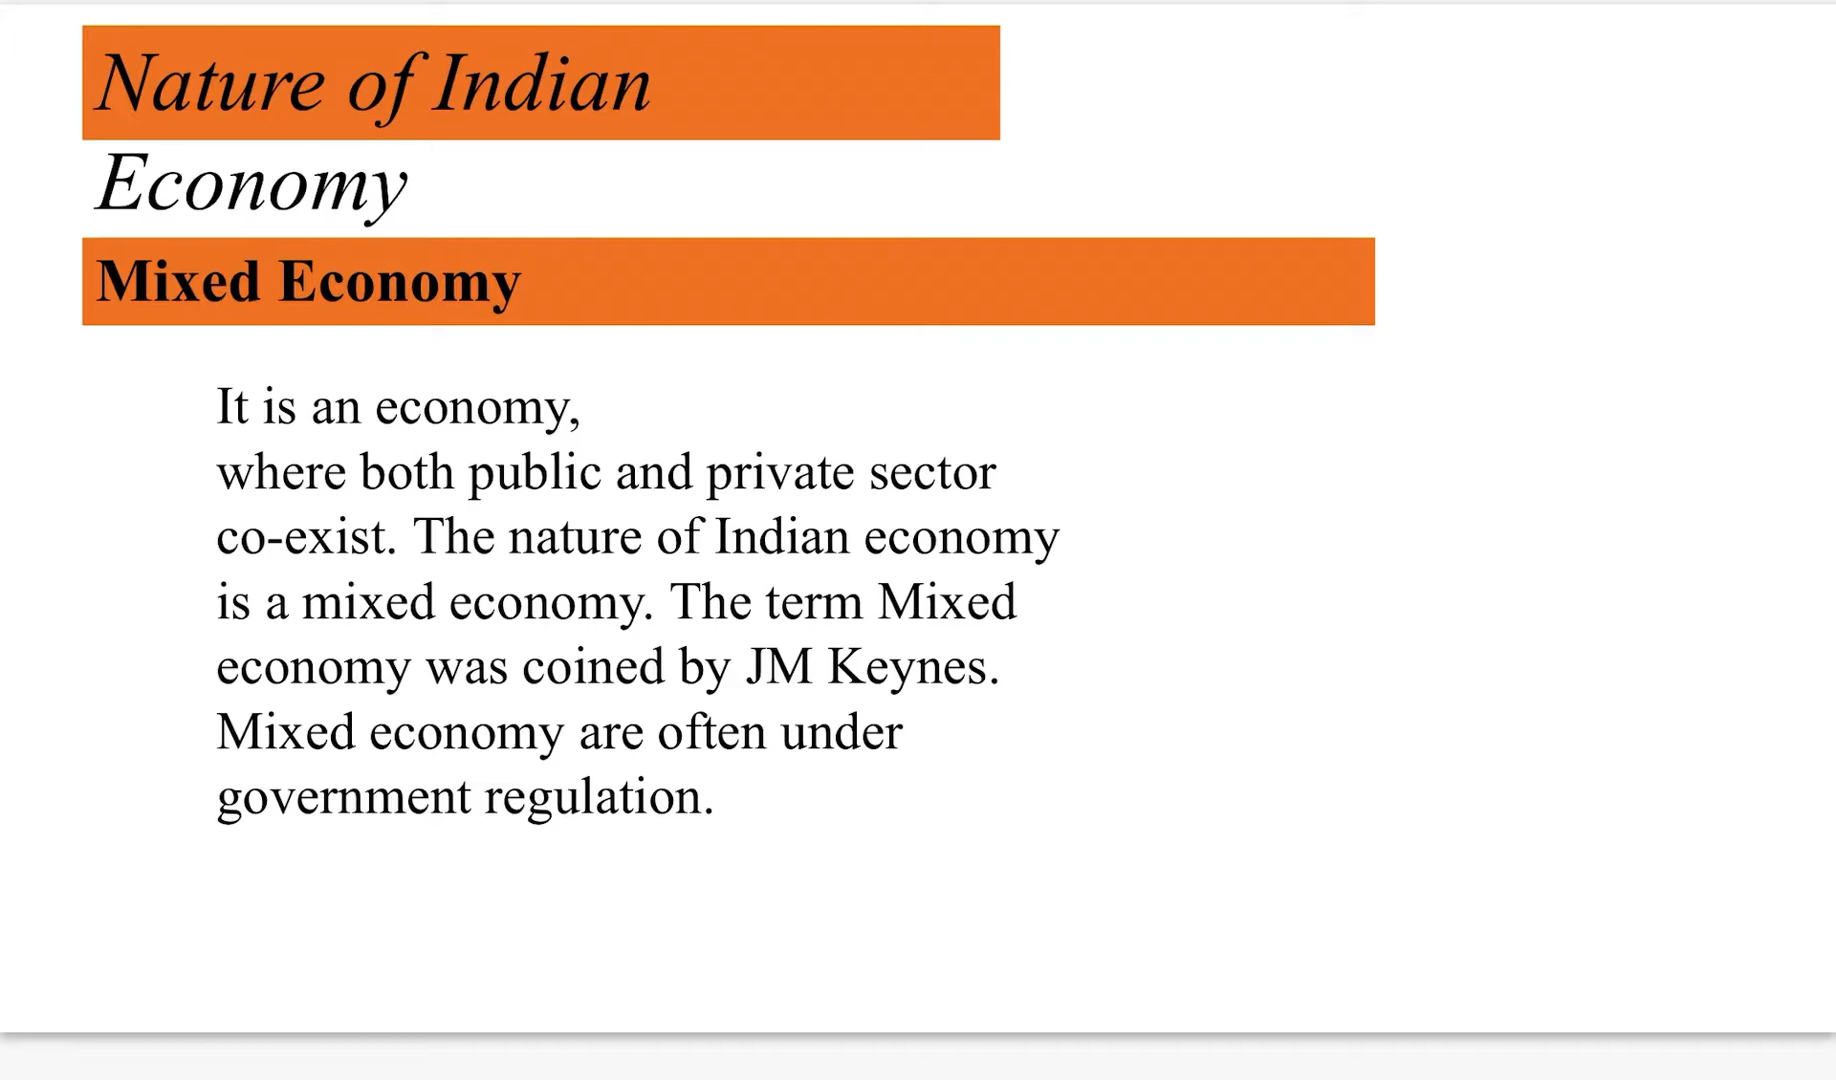 Nature of Indian
Economy
Mixed Economy
It is an economy,
where both public and private sector
co-exist. The nature of Indian economy
is a mixed economy. The term Mixed
economy was coined by JM Keynes.
Mixed economy are often under
government regulation.